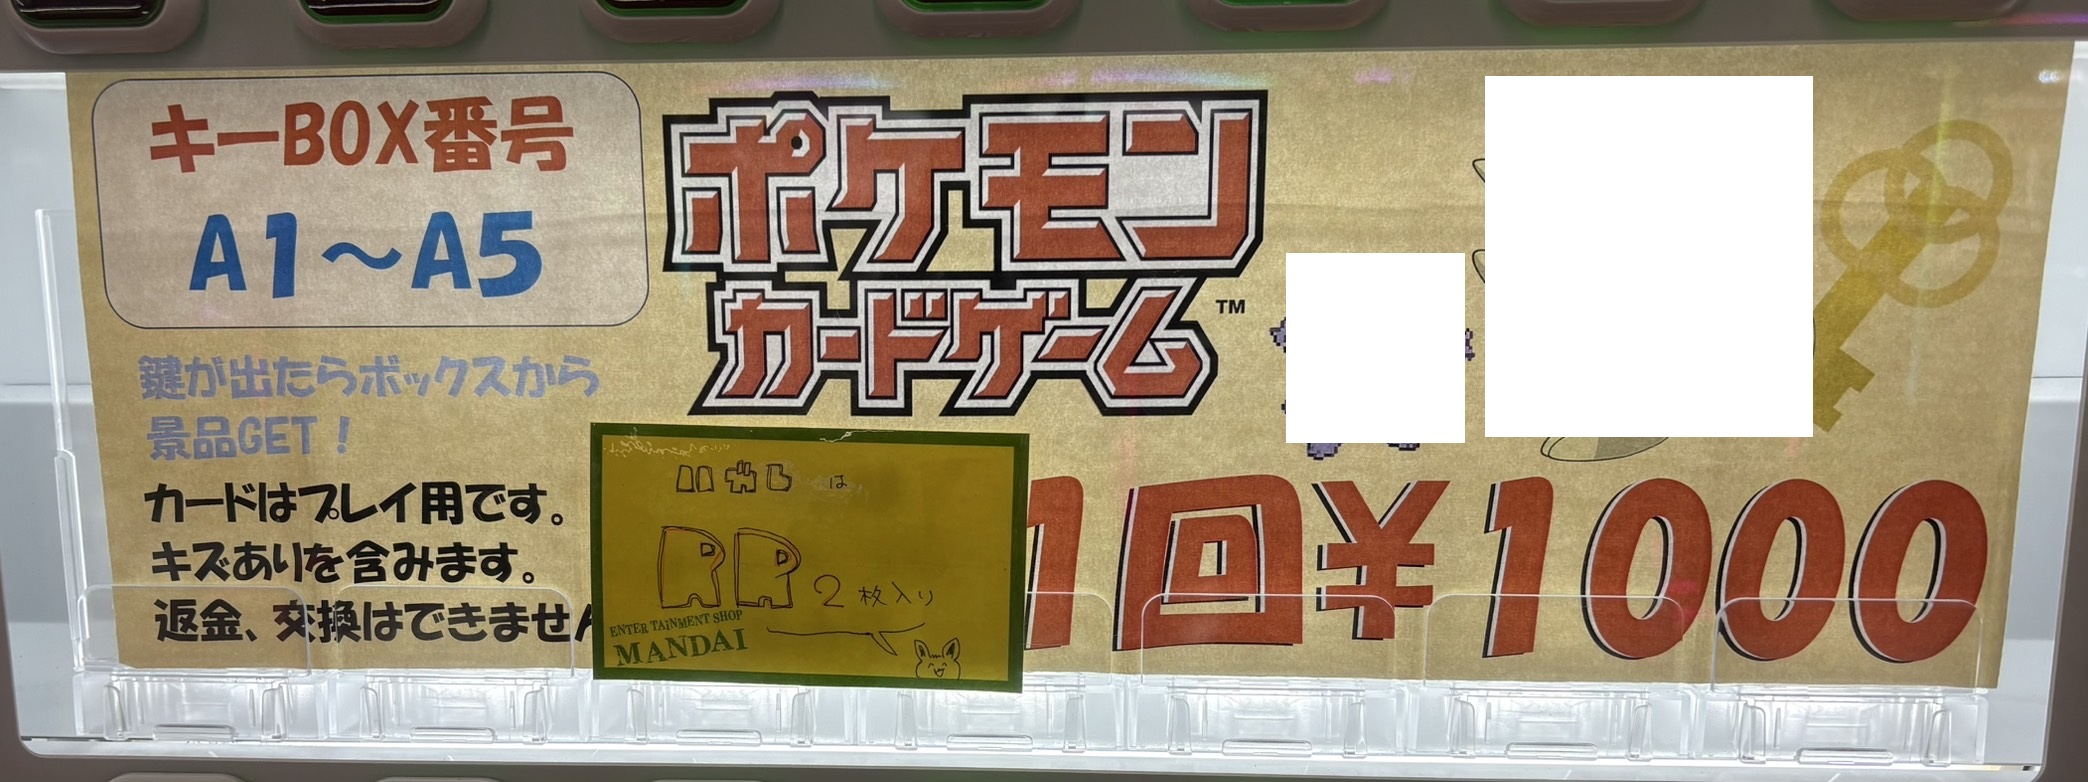 キーBOX番号
A1～A5
鍵が出たらボックスから
景品GET！
カードはプレイ用です。
キズありを含みます。
返金、交換はできません
ポケモン
カードゲーム
TM
ハズレは
RR 2枚入り
ENTERTAiNMENT SHOP
MANDAI
1回￥1000